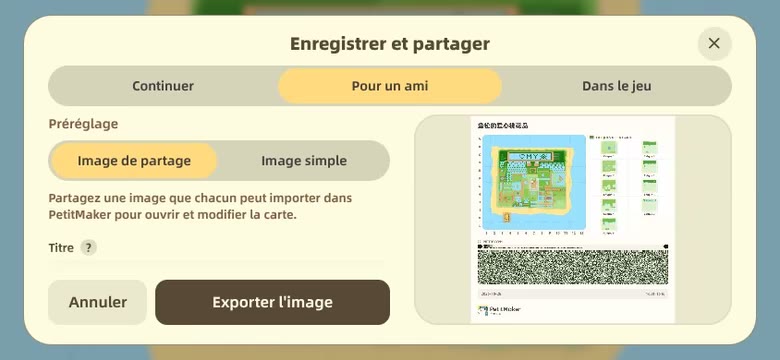 Enregistrer et partager
Continuer
Pour un ami
Dans le jeu
Préréglage
Image de partage
Image simple
Partagez une image que chacun peut importer dans
PetitMaker pour ouvrir et modifier la carte.
Titre ?
Annuler
Exporter l'image
PetitMaker